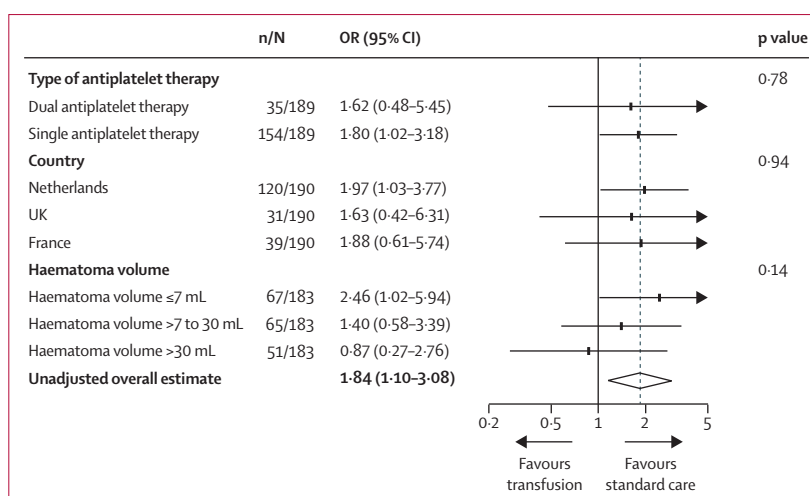 n/N OR (95% CI) p value
Type of antiplatelet therapy 0·78
Dual antiplatelet therapy 35/189 1·62 (0·48–5·45)
Single antiplatelet therapy 154/189 1·80 (1·02–3·18)
Country 0·94
Netherlands 120/190 1·97 (1·03–3·77)
UK 31/190 1·63 (0·42–6·31)
France 39/190 1·88 (0·61–5·74)
Haematoma volume 0·14
Haematoma volume ≤7 mL 67/183 2·46 (1·02–5·94)
Haematoma volume >7 to 30 mL 65/183 1·40 (0·58–3·39)
Haematoma volume >30 mL 51/183 0·87 (0·27–2·76)
Unadjusted overall estimate 1·84 (1·10–3·08)
0·2 0·5 1 2 5
Favours Favours
transfusion standard care